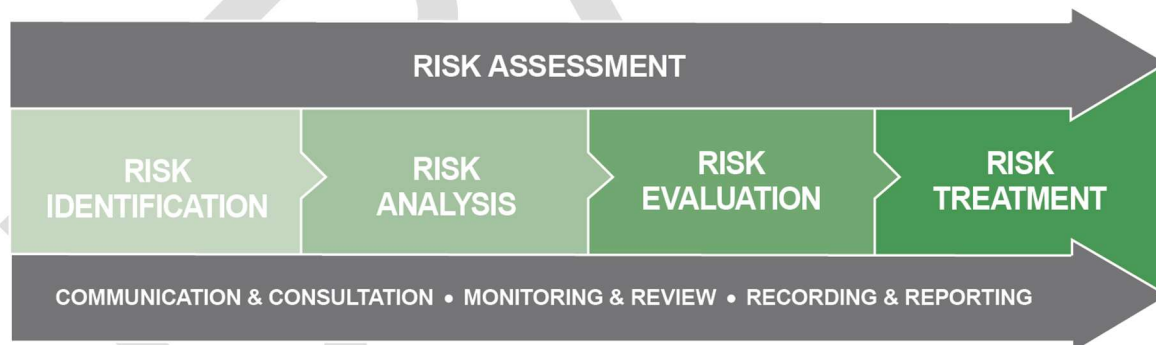 RISK ASSESSMENT
RISK
IDENTIFICATION
RISK
ANALYSIS
RISK
EVALUATION
RISK
TREATMENT
COMMUNICATION & CONSULTATION • MONITORING & REVIEW • RECORDING & REPORTING